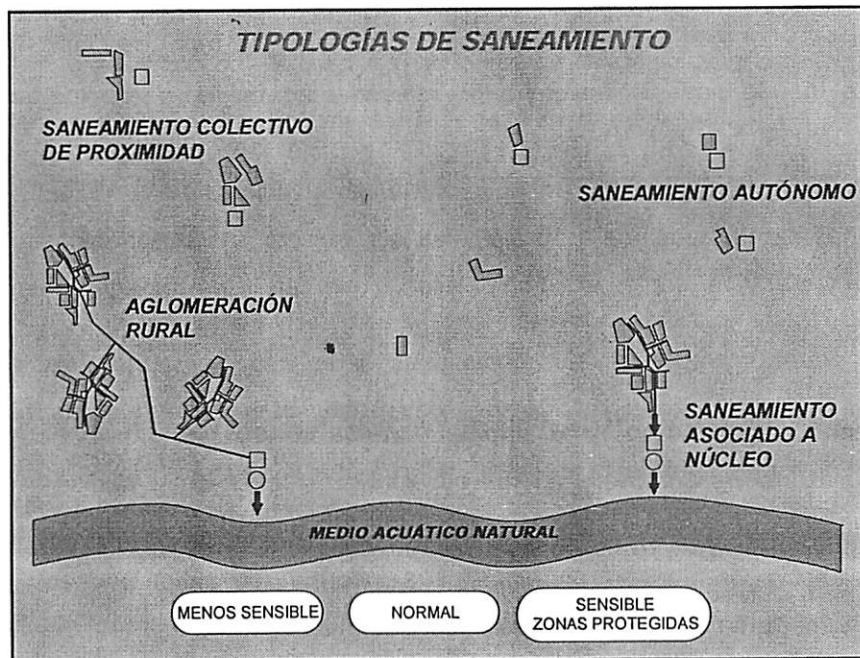 TIPOLOGÍAS DE SANEAMIENTO
SANEAMIENTO COLECTIVO
DE PROXIMIDAD
SANEAMIENTO AUTÓNOMO
AGLOMERACIÓN
RURAL
SANEAMIENTO
ASOCIADO A
NÚCLEO
MEDIO ACUÁTICO NATURAL
MENOS SENSIBLE
NORMAL
SENSIBLE
ZONAS PROTEGIDAS